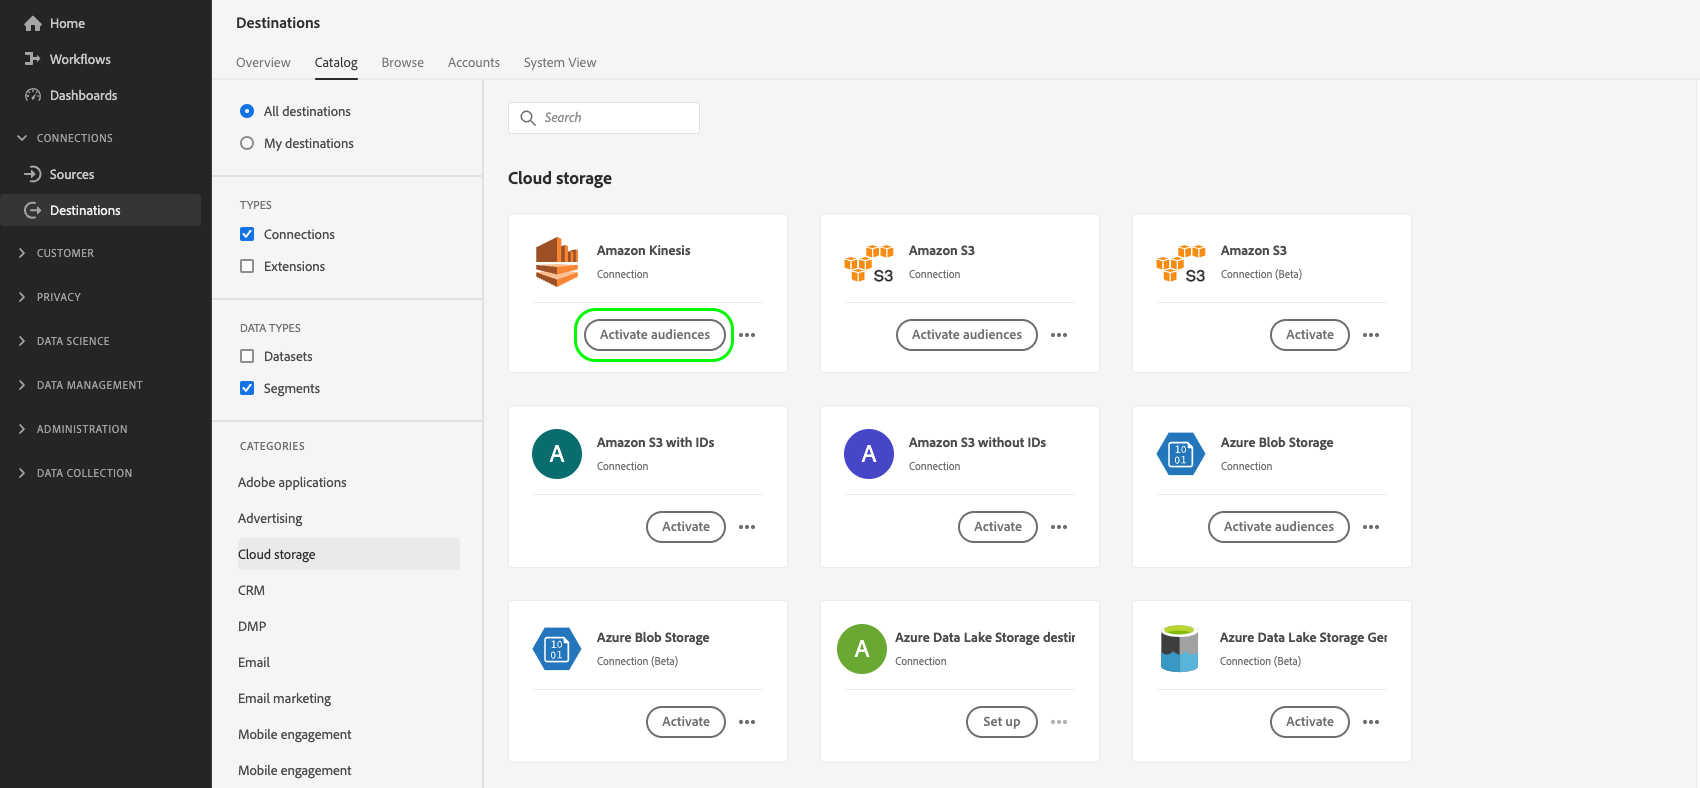 Home
Workflows
Dashboards
CONNECTIONS
Sources
Destinations
CUSTOMER
PRIVACY
DATA SCIENCE
DATA MANAGEMENT
ADMINISTRATION
DATA COLLECTION
Destinations
Overview Catalog Browse Accounts System View
All destinations
My destinations
TYPES
Connections
Extensions
DATA TYPES
Datasets
Segments
CATEGORIES
Adobe applications
Advertising
Cloud storage
CRM
DMP
Email
Email marketing
Mobile engagement
Mobile engagement
Search
Cloud storage
Amazon Kinesis
Connection
Activate audiences
S3
Amazon S3
Connection
Activate audiences
S3
Amazon S3
Connection (Beta)
Activate
A
Amazon S3 with IDs
Connection
Activate
A
Amazon S3 without IDs
Connection
Activate
10
01
Azure Blob Storage
Connection
Activate audiences
10
01
Azure Blob Storage
Connection (Beta)
Activate
A
Azure Data Lake Storage destin
Connection
Set up
Azure Data Lake Storage Ger
Connection (Beta)
Activate